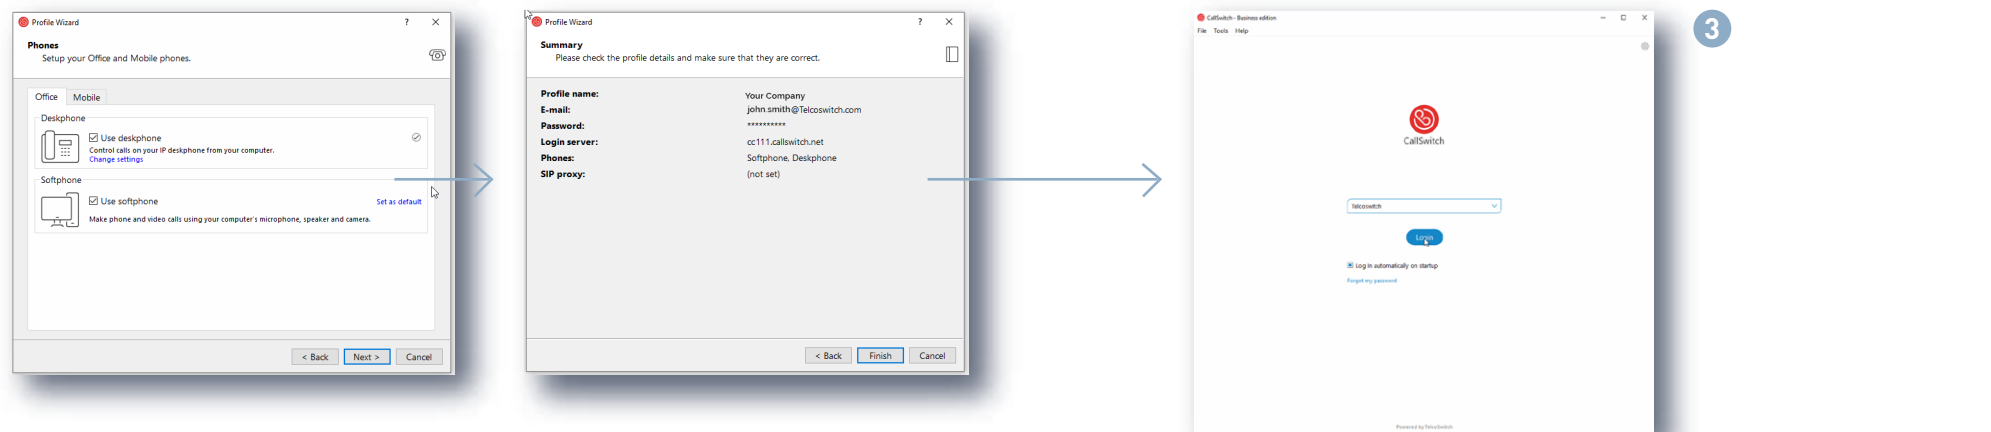 Profile Wizard
?
Phones
Setup your Office and Mobile phones.
Office
Mobile
Deskphone
Use deskphone
Control calls on your IP deskphone from your computer.
Change settings
Softphone
Use softphone
Set as default
Make phone and video calls using your computer's microphone, speaker and camera.
< Back
Next >
Cancel
Profile Wizard
?
Summary
Please check the profile details and make sure that they are correct.
Profile name: Your Company
E-mail: john.smith@Telcoswitch.com
Password: **********
Login server: cc111.callswitch.net
Phones: Softphone, Deskphone
SIP proxy: (not set)
< Back
Finish
Cancel
CallSwitch - Business edition
File Tools Help
CallSwitch
Telcoswitch
Login
Log in automatically on startup
Forgot my password
Powered by TelcoSwitch
3